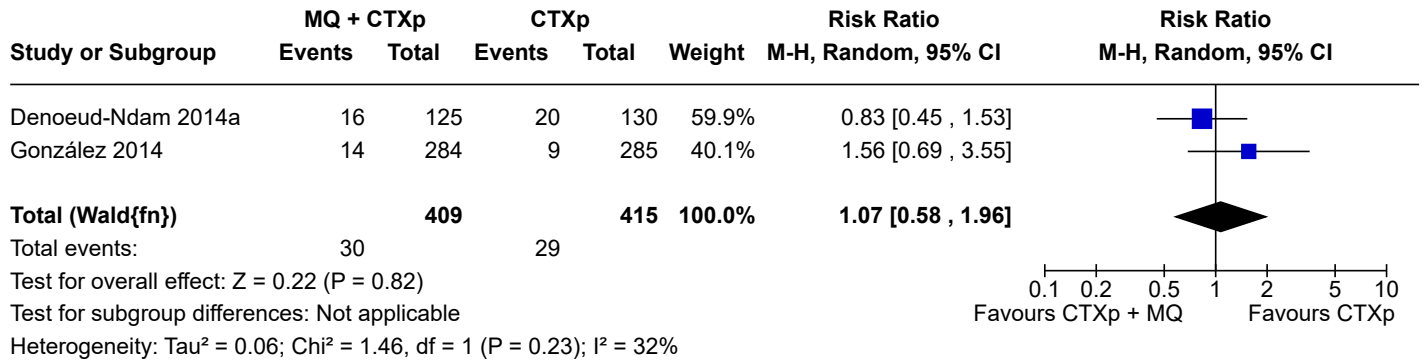 MQ + CTXp CTXp Risk Ratio Risk Ratio
Study or Subgroup Events Total Events Total Weight M-H, Random, 95% CI M-H, Random, 95% CI
Denoeud-Ndam 2014a 16 125 20 130 59.9% 0.83 [0.45 , 1.53]
González 2014 14 284 9 285 40.1% 1.56 [0.69 , 3.55]
Total (Wald{fn}) 409 415 100.0% 1.07 [0.58 , 1.96]
Total events: 30 29
Test for overall effect: Z = 0.22 (P = 0.82)
Test for subgroup differences: Not applicable
Heterogeneity: Tau² = 0.06; Chi² = 1.46, df = 1 (P = 0.23); I² = 32%
0.1 0.2 0.5 1 2 5 10
Favours CTXp + MQ Favours CTXp